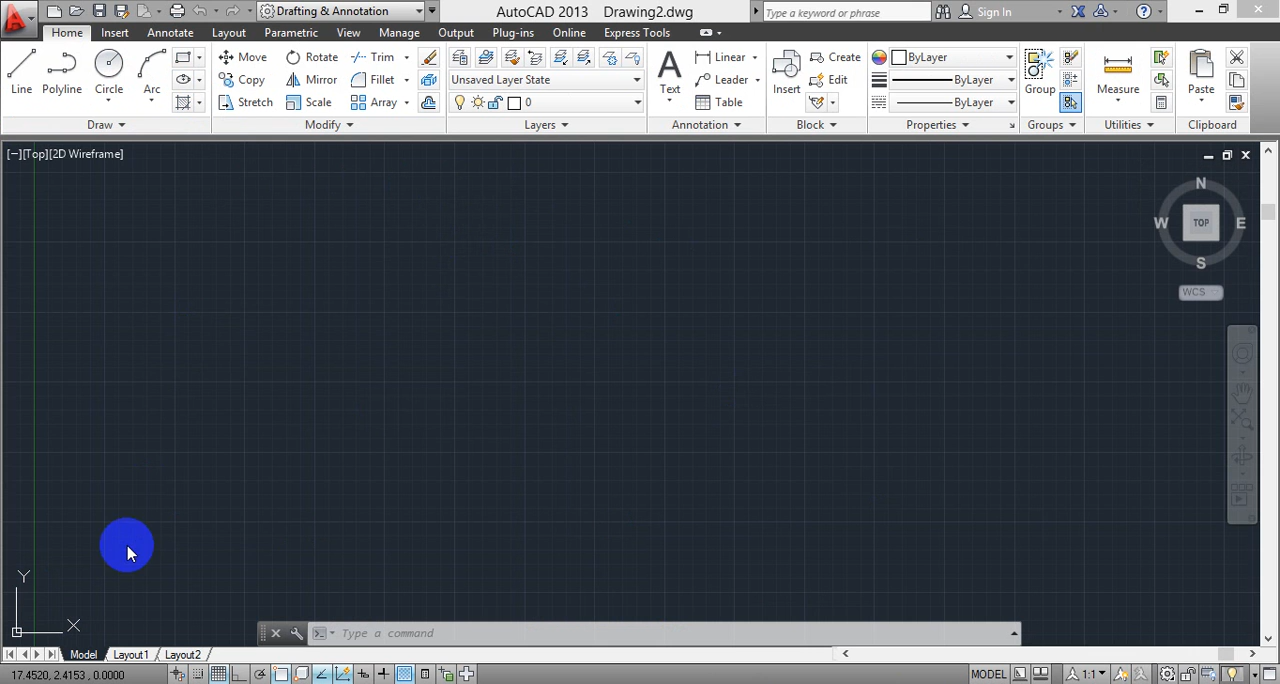 Drafting & Annotation
AutoCAD 2013 Drawing2.dwg
Type a keyword or phrase
Sign In
Home Insert Annotate Layout Parametric View Manage Output Plug-ins Online Express Tools
Line Polyline Circle Arc
Move Rotate Trim
Copy Mirror Fillet
Stretch Scale Array
Unsaved Layer State
0
Text
Linear
Leader
Table
Insert
Create
Edit
ByLayer
ByLayer
ByLayer
Group
Measure
Paste
Draw Modify Layers Annotation Block Properties Groups Utilities Clipboard
[−][Top][2D Wireframe]
N
W TOP E
S
WCS
Y
X
Type a command
Model Layout1 Layout2
17.4520, 2.4153, 0.0000
MODEL
1:1